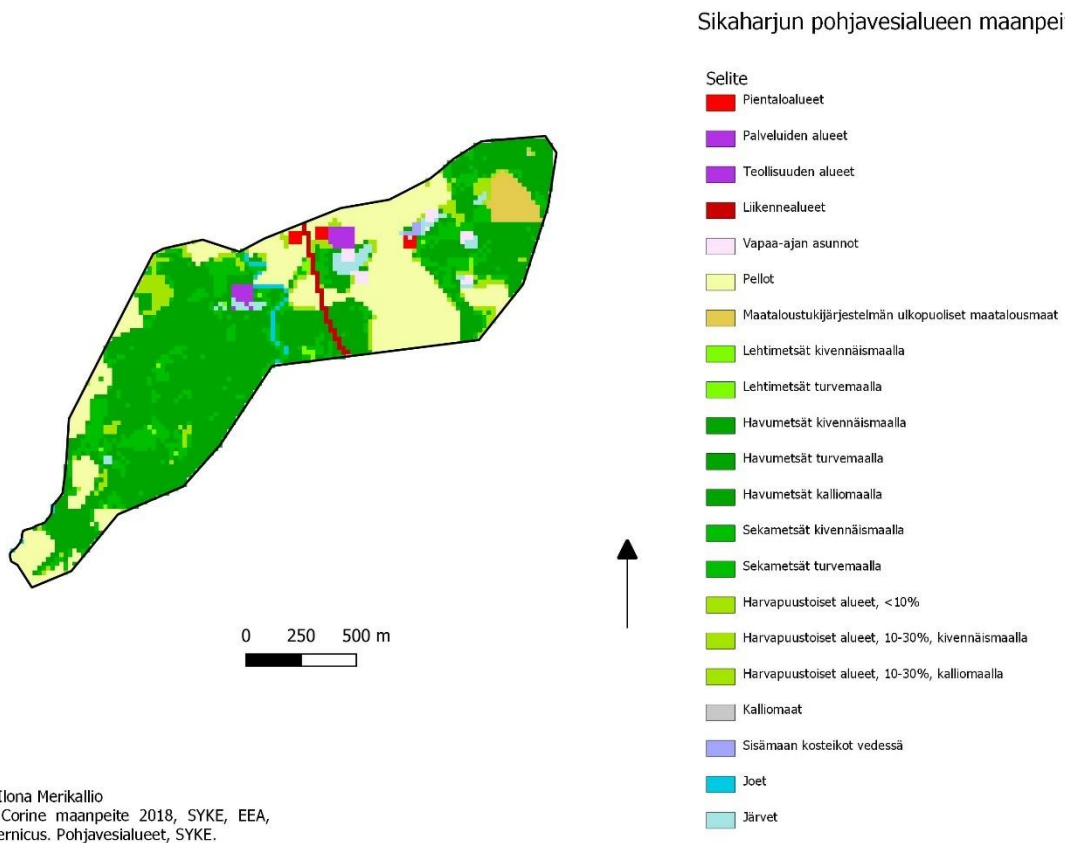 Sikaharjun pohjavesialueen maanpei
Selite
Pientaloalueet
Palveluiden alueet
Teollisuuden alueet
Liikennealueet
Vapaa-ajan asunnot
Pellot
Maataloustukijärjestelmän ulkopuoliset maatalousmaat
Lehtimetsät kivennäismaalla
Lehtimetsät turvemaalla
Havumetsät kivennäismaalla
Havumetsät turvemaalla
Havumetsät kalliomaalla
Sekametsät kivennäismaalla
Sekametsät turvemaalla
Harvapuustoiset alueet, <10%
Harvapuustoiset alueet, 10-30%, kivennäismaalla
Harvapuustoiset alueet, 10-30%, kalliomaalla
Kalliomaat
Sisämaan kosteikot vedessä
Joet
Järvet
0 250 500 m
Ilona Merikallio
Corine maanpeite 2018, SYKE, EEA,
ernicus. Pohjavesialueet, SYKE.